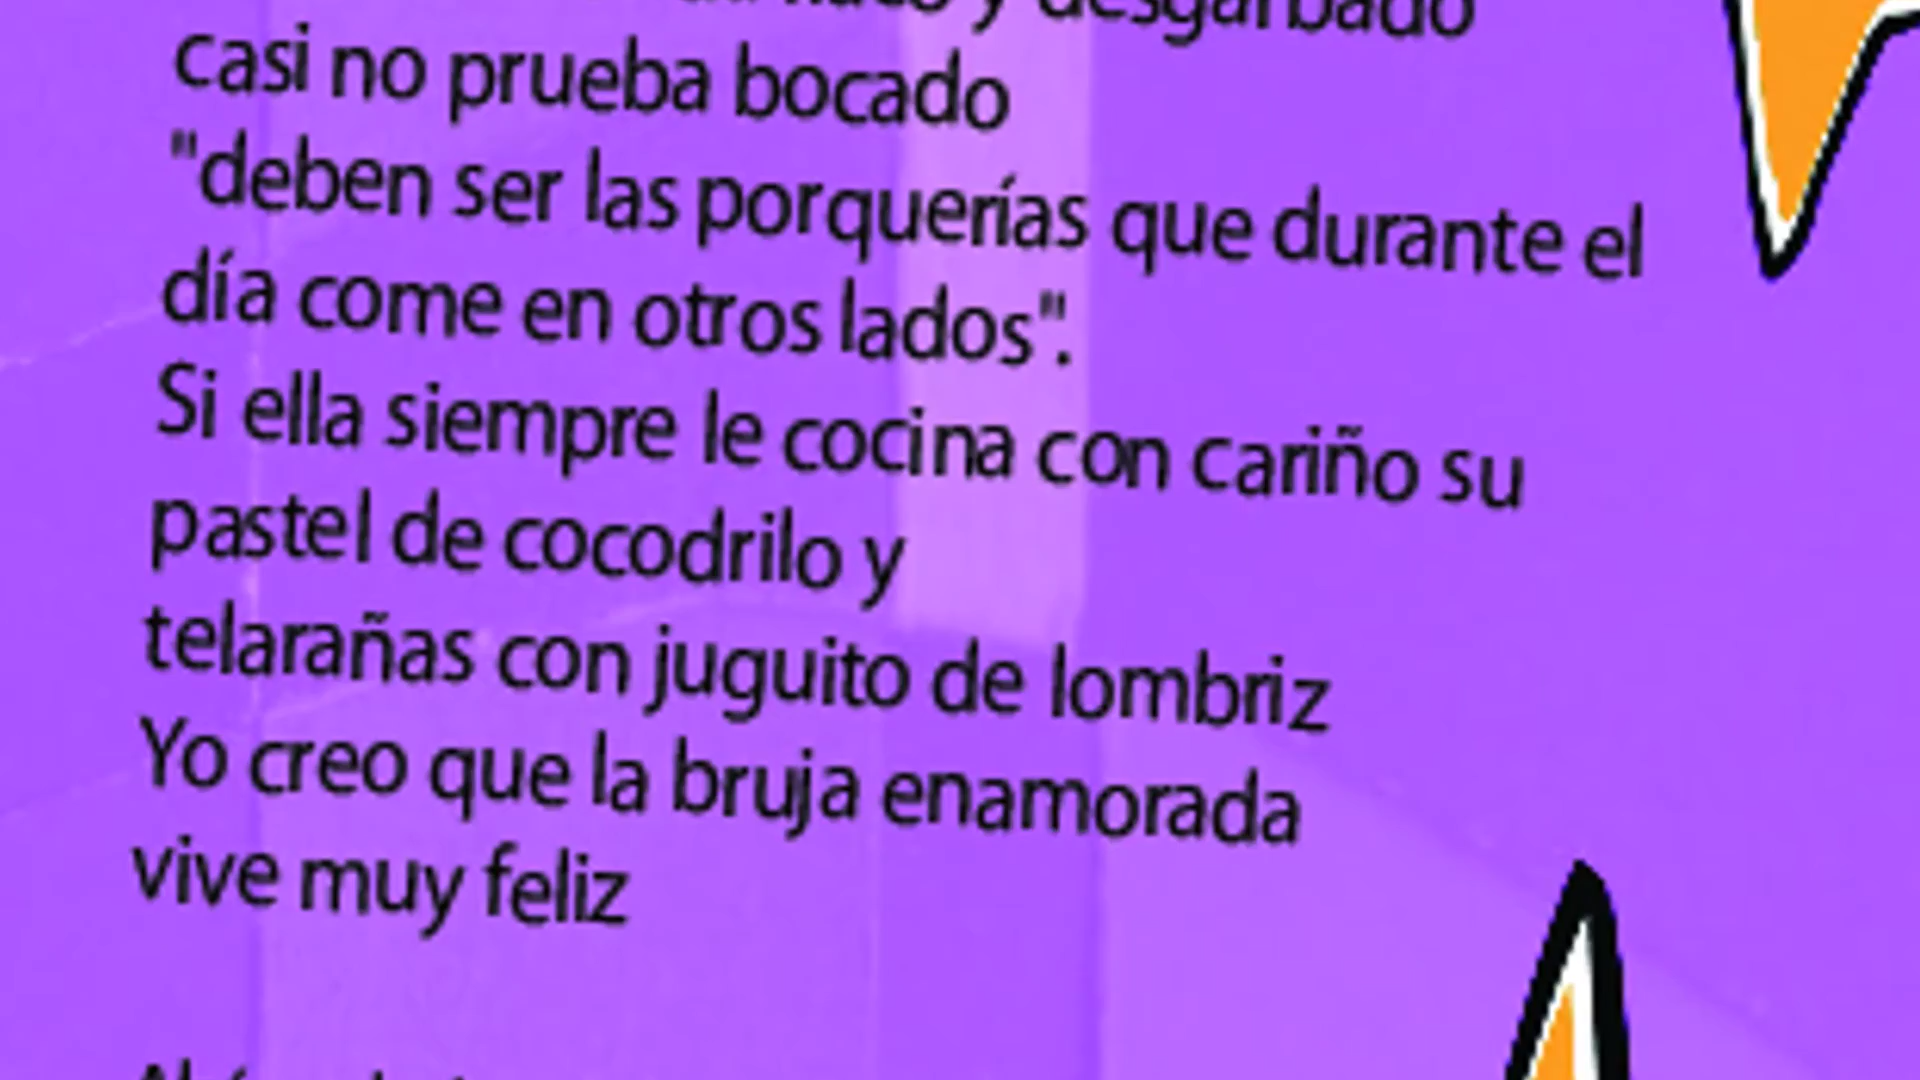 y desgarbado
casi no prueba bocado
"deben ser las porquerías que durante el
día come en otros lados".
Si ella siempre le cocina con cariño su
pastel de cocodrilo y
telarañas con juguito de lombriz
Yo creo que la bruja enamorada
vive muy feliz